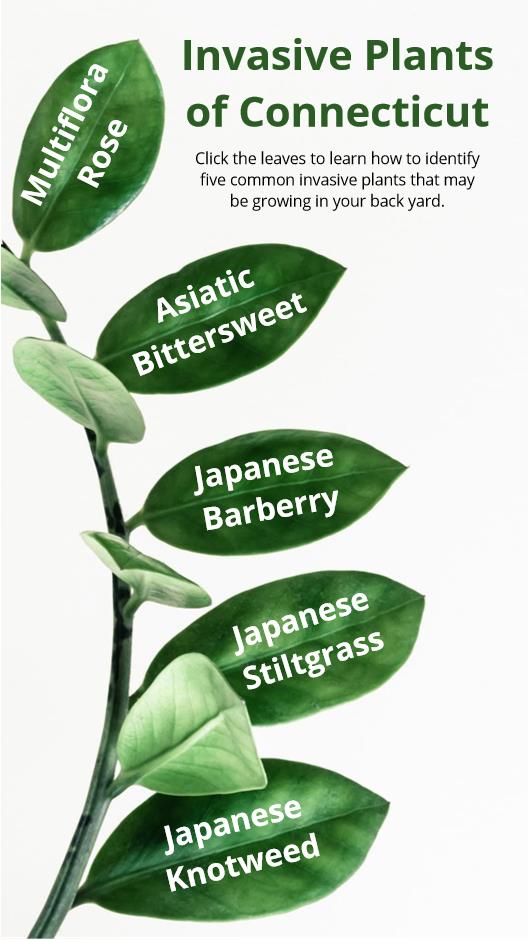 Invasive Plants
of Connecticut
Click the leaves to learn how to identify
five common invasive plants that may
be growing in your back yard.
Multiflora
Rose
Asiatic
Bittersweet
Japanese
Barberry
Japanese
Stiltgrass
Japanese
Knotweed